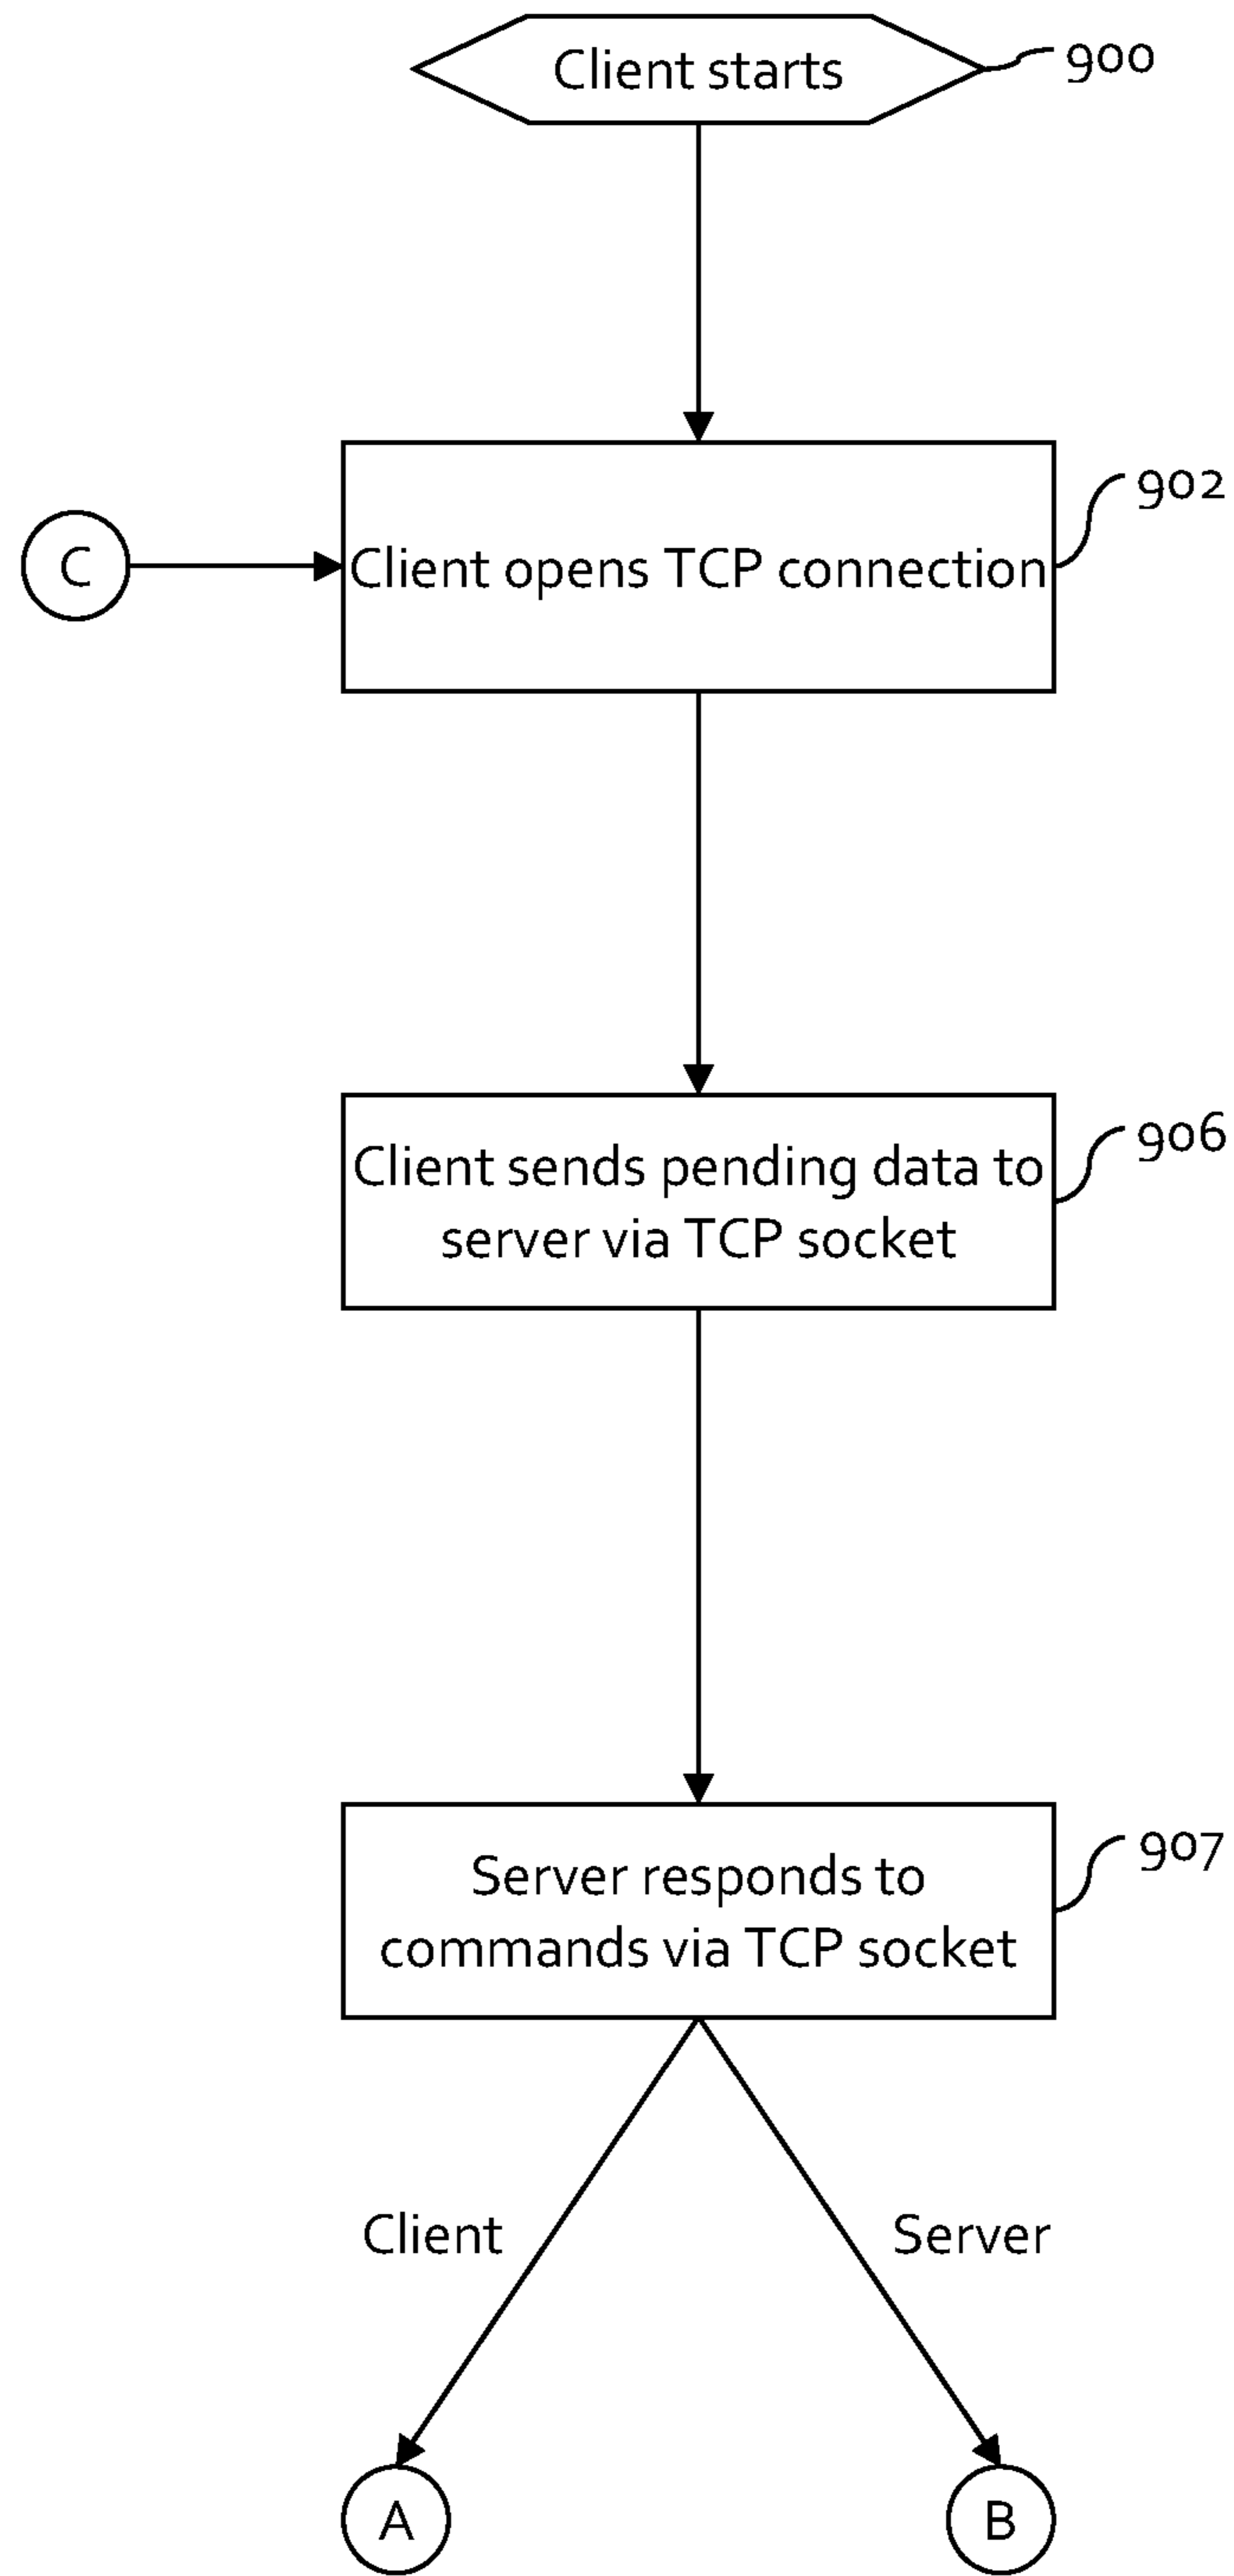 Client starts
900
902
C
Client opens TCP connection
906
Client sends pending data to
server via TCP socket
907
Server responds to
commands via TCP socket
Client
Server
A
B